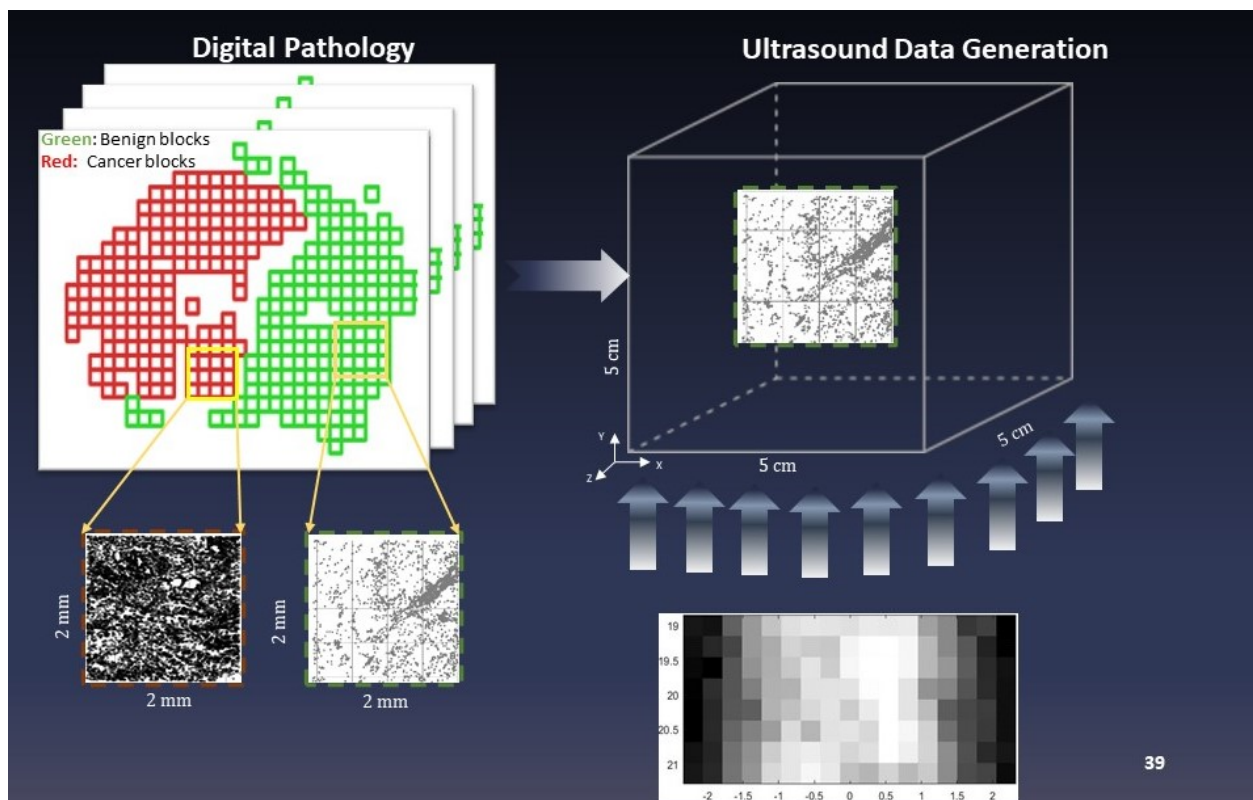 Digital Pathology
Green: Benign blocks
Red: Cancer blocks
2 mm
2 mm
2 mm
2 mm
Ultrasound Data Generation
5 cm
5 cm
5 cm
Y
X
Z
19
19.5
20
20.5
21
-2 -1.5 -1 -0.5 0 0.5 1 1.5 2
39